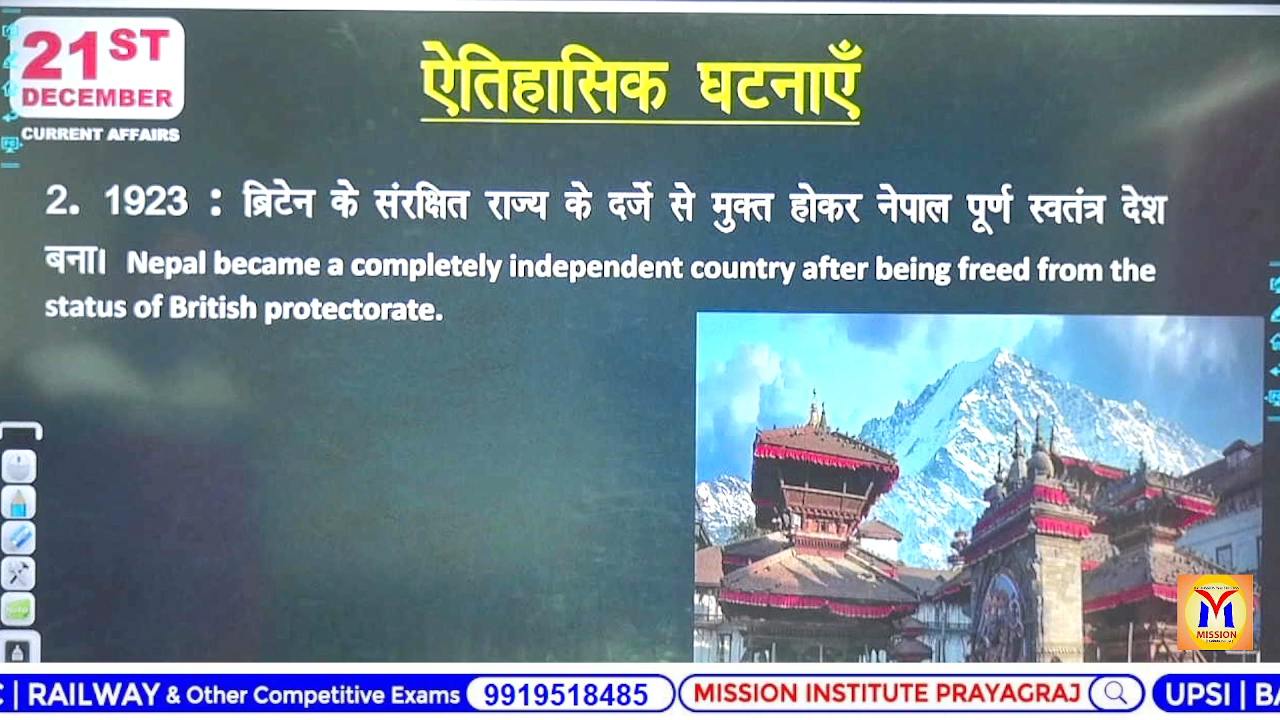 21ST
DECEMBER
CURRENT AFFAIRS
ऐतिहासिक घटनाएँ
2. 1923 : ब्रिटेन के संरक्षित राज्य के दर्जे से मुक्त होकर नेपाल पूर्ण स्वतंत्र देश
बना। Nepal became a completely independent country after being freed from the
status of British protectorate.
MISSION
| RAILWAY & Other Competitive Exams 9919518485 MISSION INSTITUTE PRAYAGRAJ UPSI |